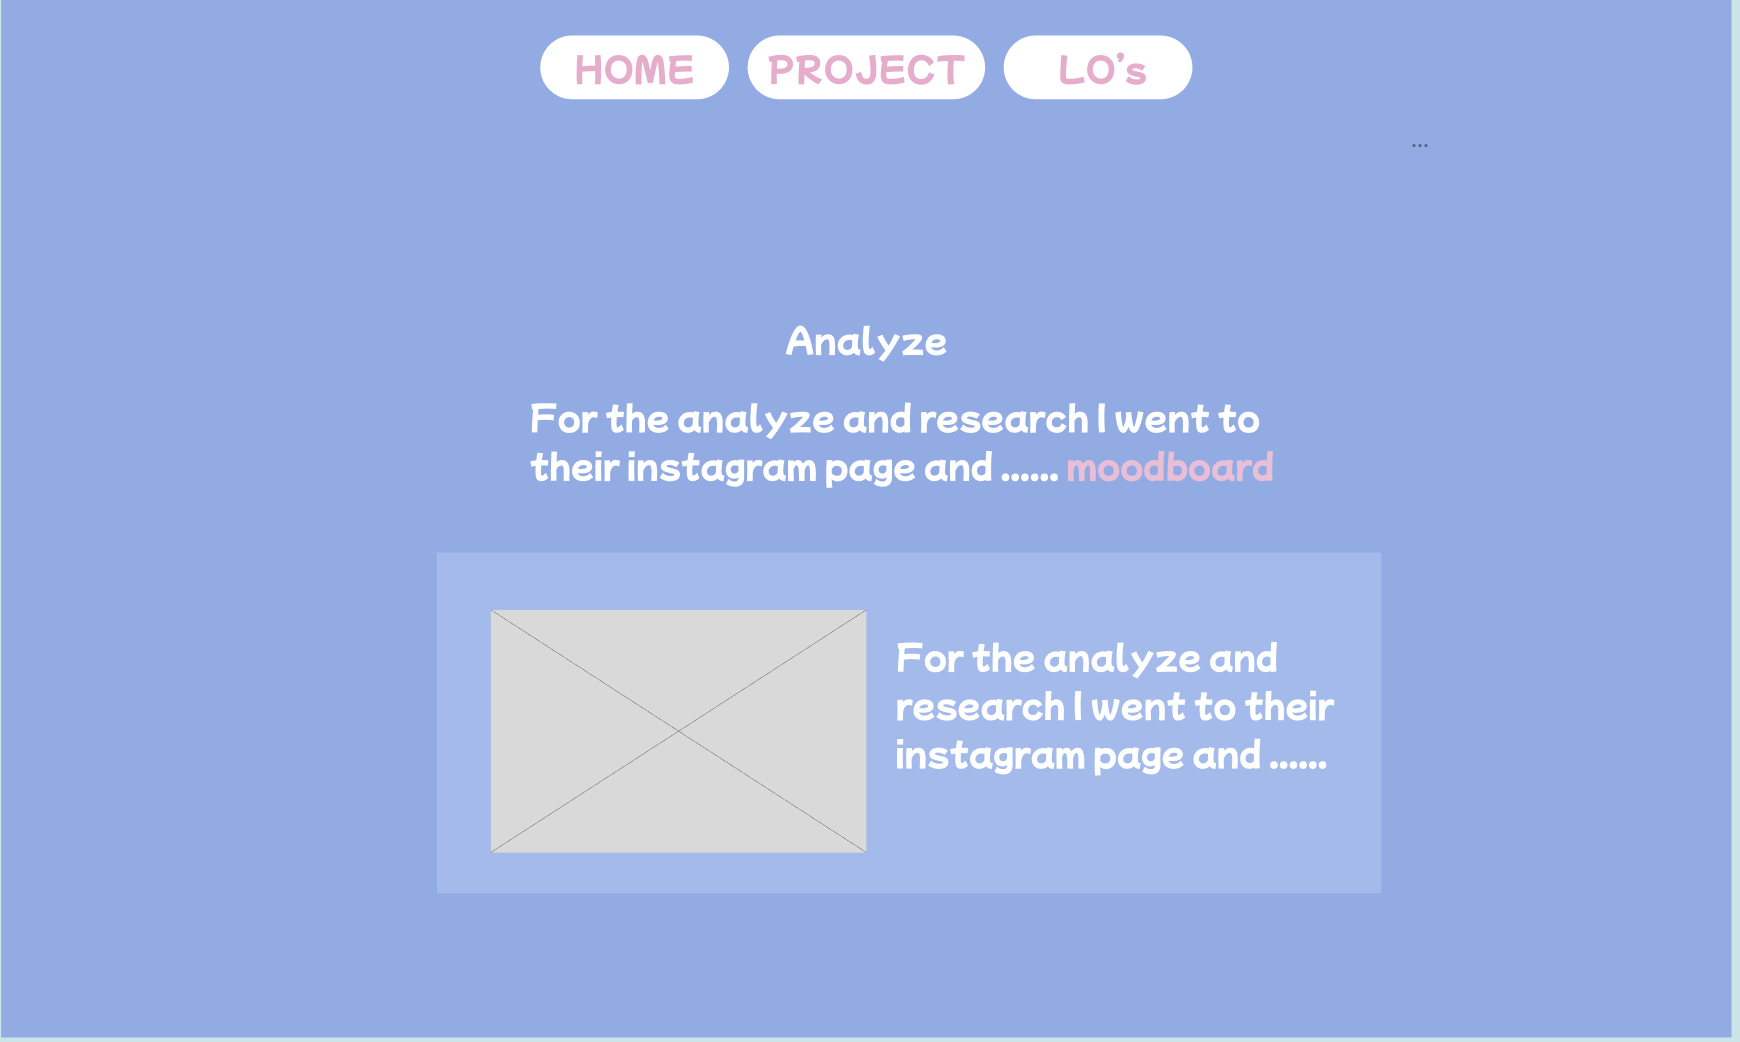 HOME PROJECT LO's
...
Analyze
For the analyze and research I went to
their instagram page and ...... moodboard
For the analyze and
research I went to their
instagram page and ......